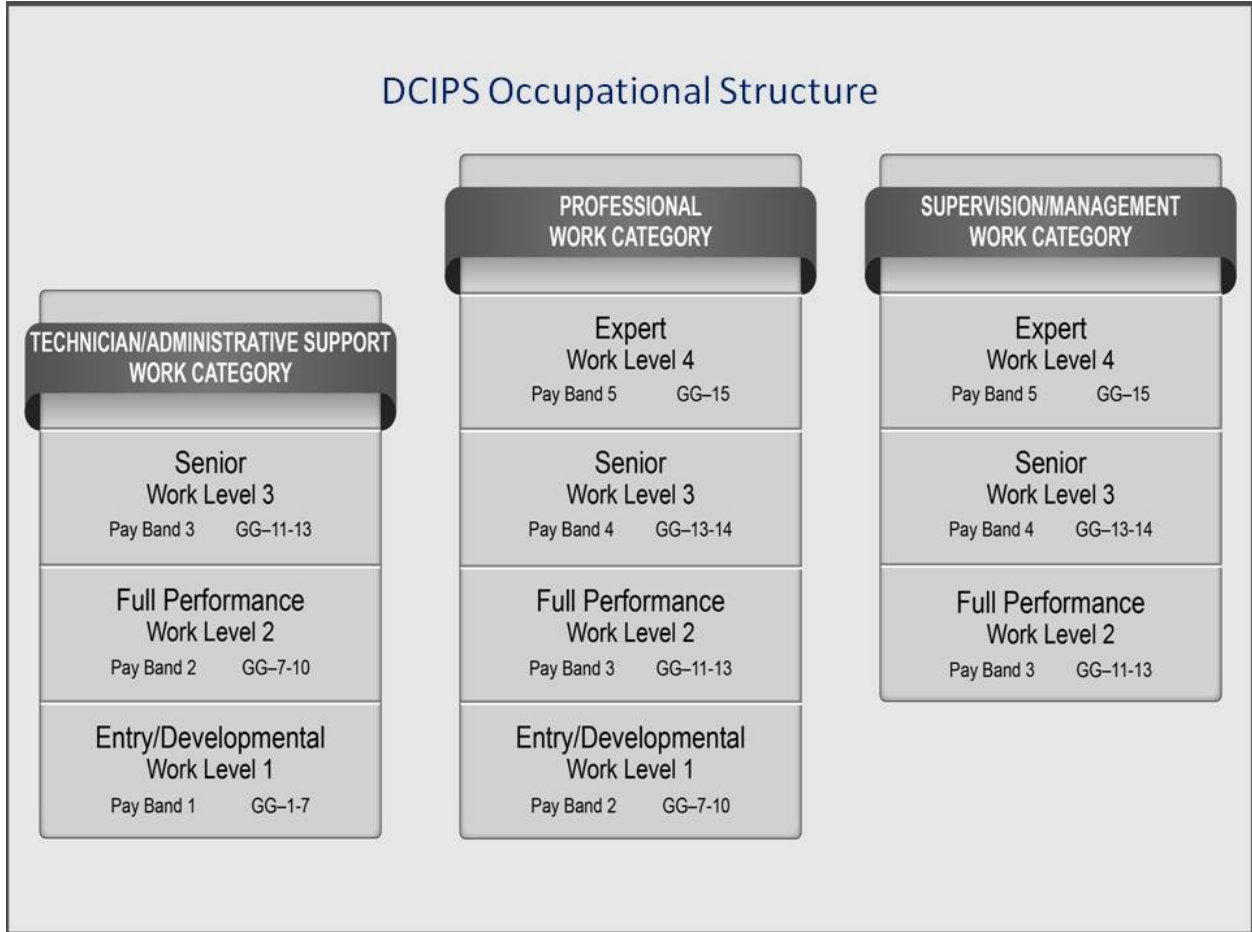 DCIPS Occupational Structure
TECHNICIAN/ADMINISTRATIVE SUPPORT
WORK CATEGORY
Senior
Work Level 3
Pay Band 3 GG–11-13
Full Performance
Work Level 2
Pay Band 2 GG–7-10
Entry/Developmental
Work Level 1
Pay Band 1 GG–1-7
PROFESSIONAL
WORK CATEGORY
Expert
Work Level 4
Pay Band 5 GG–15
Senior
Work Level 3
Pay Band 4 GG–13-14
Full Performance
Work Level 2
Pay Band 3 GG–11-13
Entry/Developmental
Work Level 1
Pay Band 2 GG–7-10
SUPERVISION/MANAGEMENT
WORK CATEGORY
Expert
Work Level 4
Pay Band 5 GG–15
Senior
Work Level 3
Pay Band 4 GG–13-14
Full Performance
Work Level 2
Pay Band 3 GG–11-13